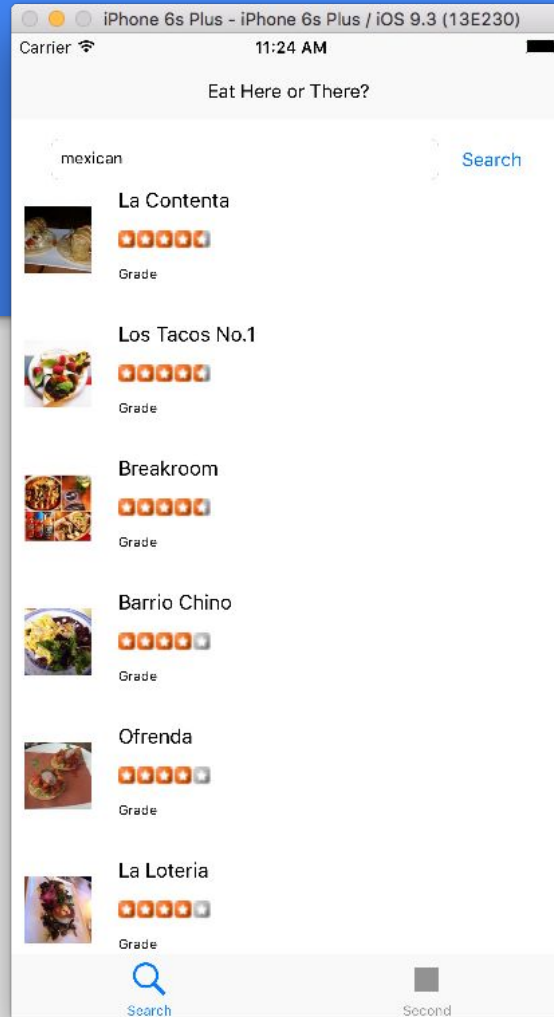 iPhone 6s Plus - iPhone 6s Plus / iOS 9.3 (13E230)
Carrier 11:24 AM
Eat Here or There?
mexican Search
La Contenta
Grade
Los Tacos No.1
Grade
Breakroom
Grade
Barrio Chino
Grade
Ofrenda
Grade
La Loteria
Grade
Search Second